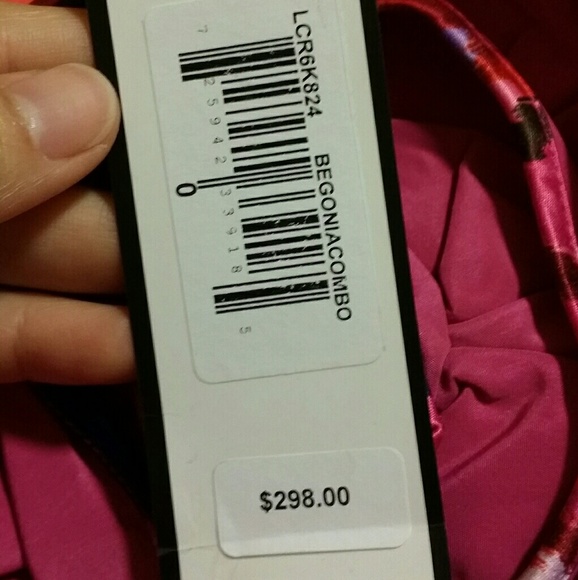 LCR6K824
BEGONIACOMBO
7 25942 33918 5
0
$298.00